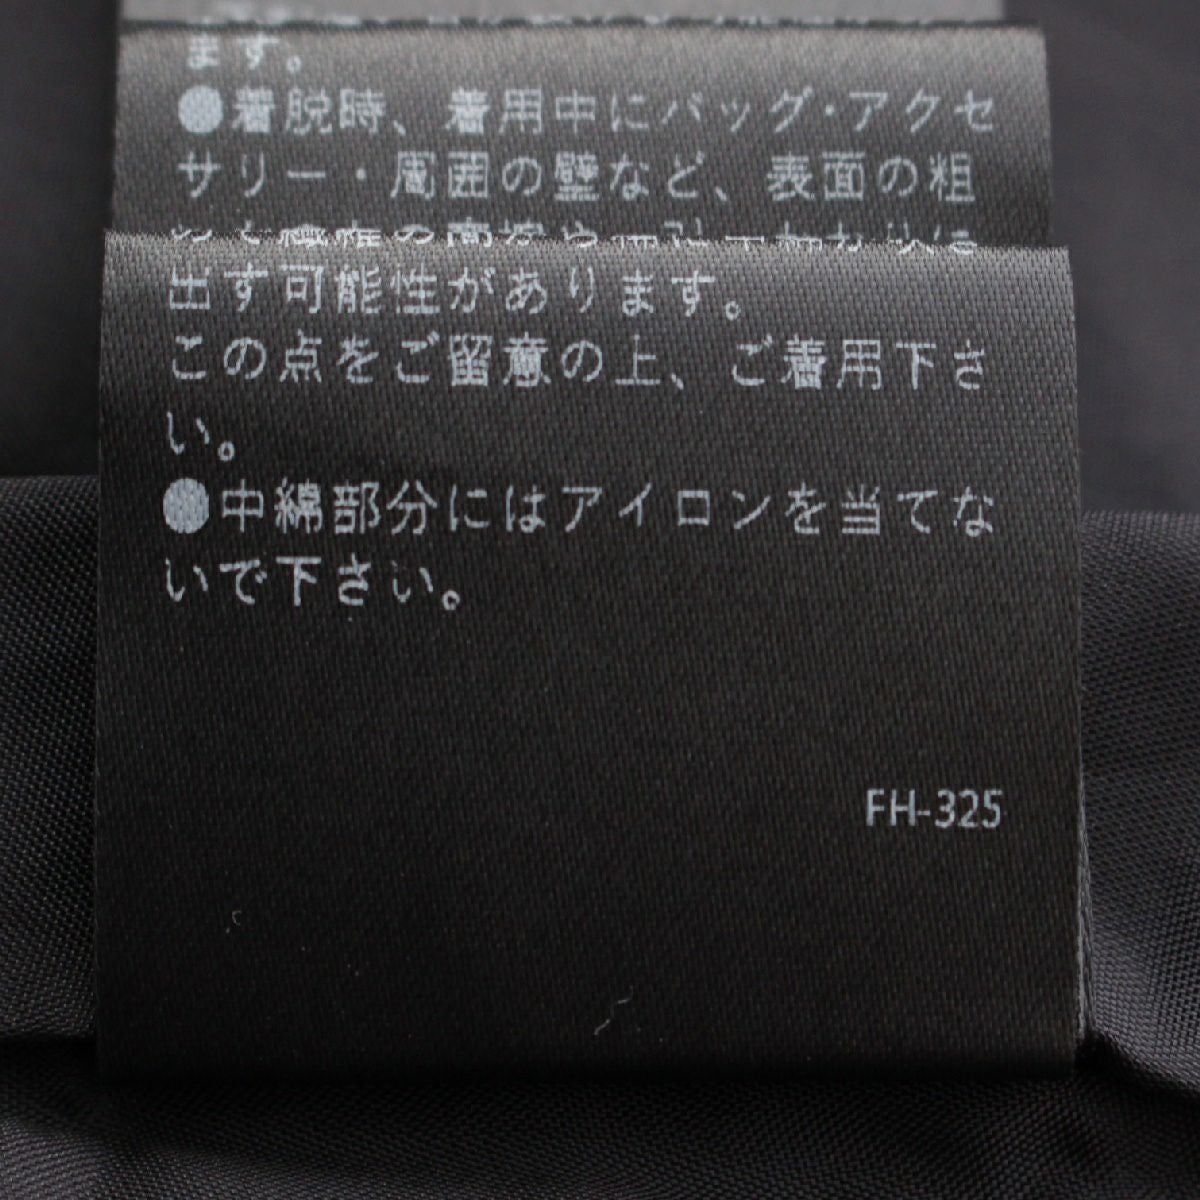 ます。
●着脱時、着用中にバッグ・アクセ
サリー・周囲の壁など、表面の粗
出す可能性があります。
この点をご留意の上、ご着用下さ
い。
●中綿部分にはアイロンを当てな
いで下さい。
FH-325